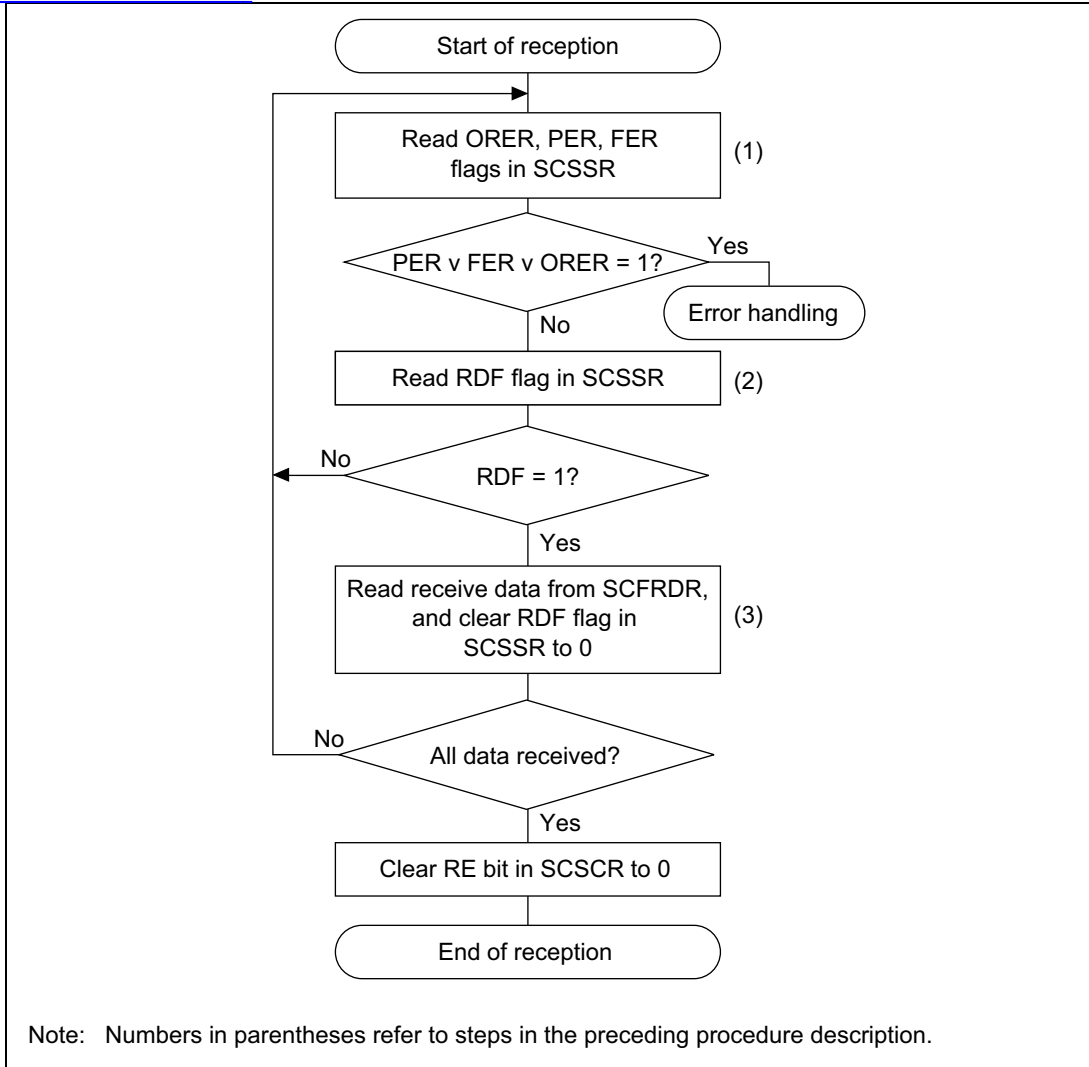 Start of reception
Read ORER, PER, FER
flags in SCSSR
(1)
PER v FER v ORER = 1?
Yes
Error handling
No
Read RDF flag in SCSSR
(2)
No
RDF = 1?
Yes
Read receive data from SCFRDR,
and clear RDF flag in
SCSSR to 0
(3)
No
All data received?
Yes
Clear RE bit in SCSCR to 0
End of reception
Note: Numbers in parentheses refer to steps in the preceding procedure description.